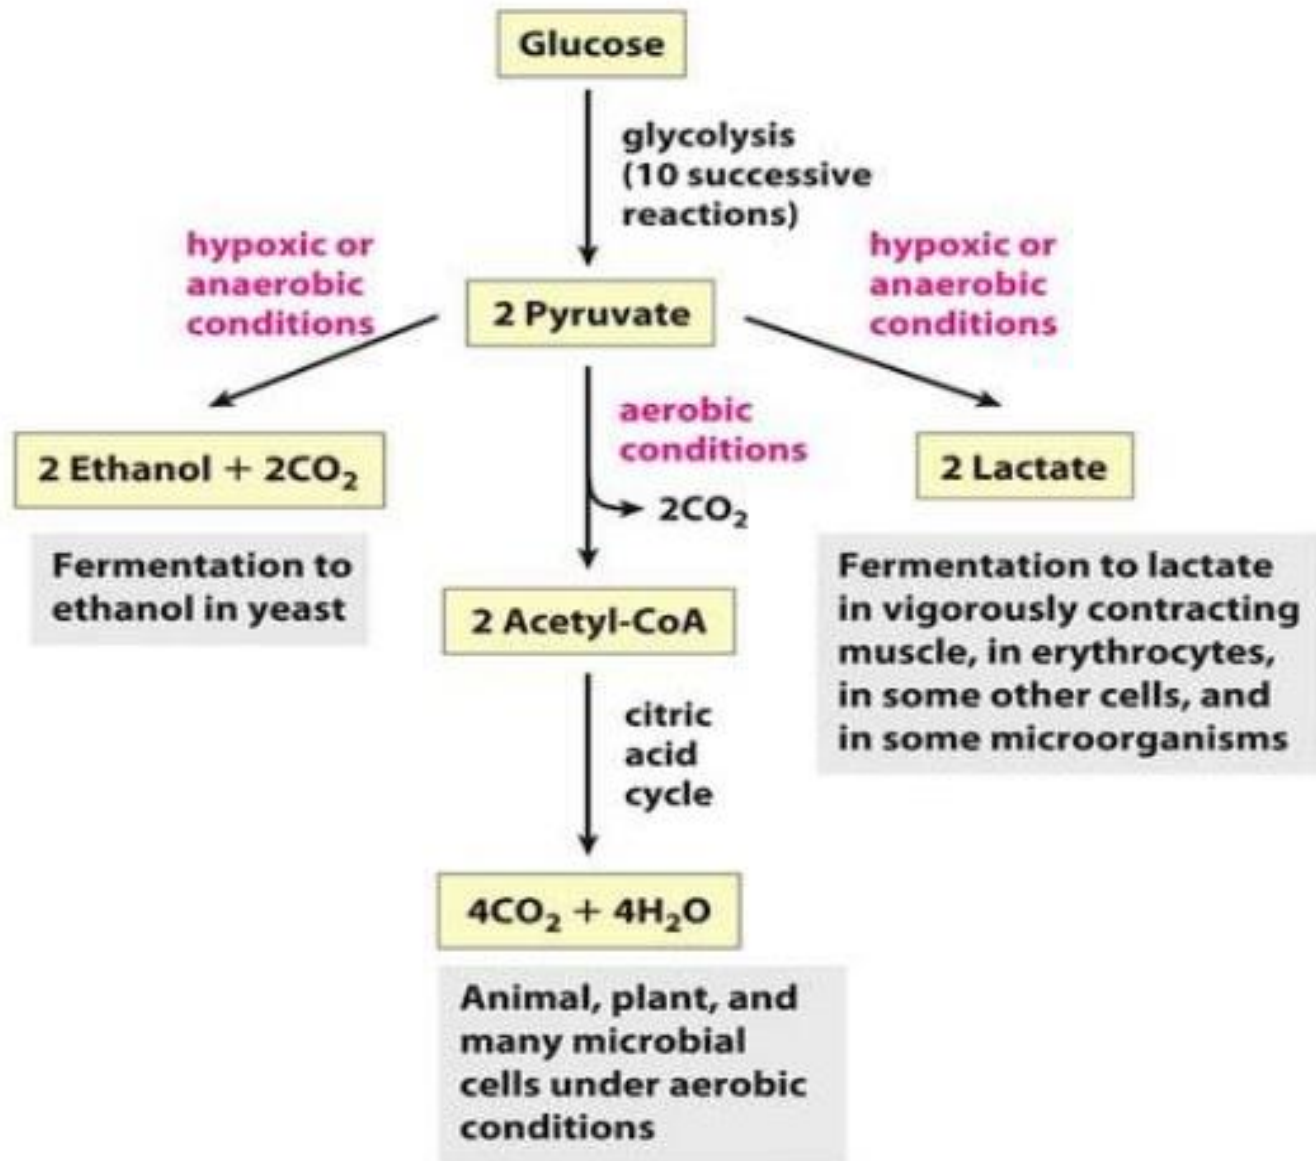 Glucose
glycolysis
(10 successive
reactions)
hypoxic or
anaerobic
conditions
2 Pyruvate
hypoxic or
anaerobic
conditions
2 Ethanol + 2CO₂
Fermentation to
ethanol in yeast
aerobic
conditions
2CO₂
2 Lactate
Fermentation to lactate
in vigorously contracting
muscle, in erythrocytes,
in some other cells, and
in some microorganisms
2 Acetyl-CoA
citric
acid
cycle
4CO₂ + 4H₂O
Animal, plant, and
many microbial
cells under aerobic
conditions